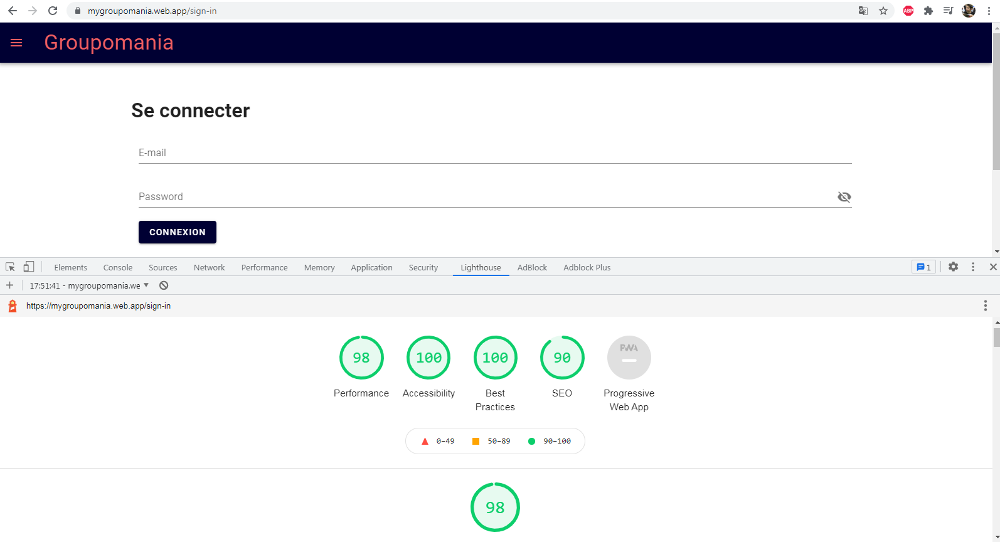 mygroupomania.web.app/sign-in
ABP
Groupomania
Se connecter
E-mail
Password
CONNEXION
Elements Console Sources Network Performance Memory Application Security Lighthouse AdBlock Adblock Plus 1
17:51:41 - mygroupomania.we
https://mygroupomania.web.app/sign-in
98 100 100 90 PWA
Performance Accessibility Best Practices SEO Progressive Web App
0–49 50–89 90–100
98